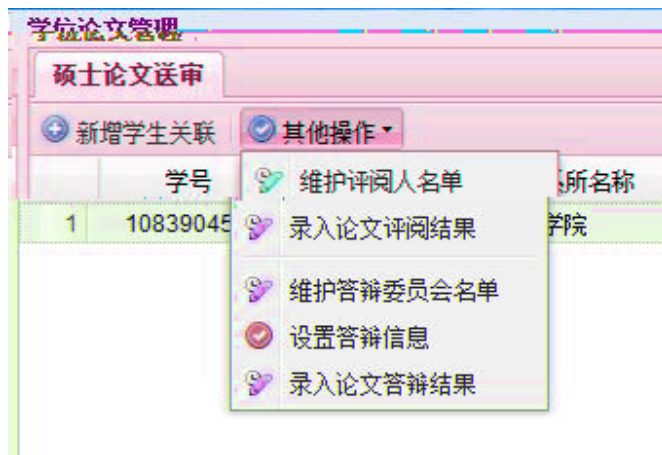 学位论文管理
硕士论文送审
新增学生关联 其他操作
学号 所名称
1 10839045 学院
维护评阅人名单
录入论文评阅结果
维护答辩委员会名单
设置答辩信息
录入论文答辩结果